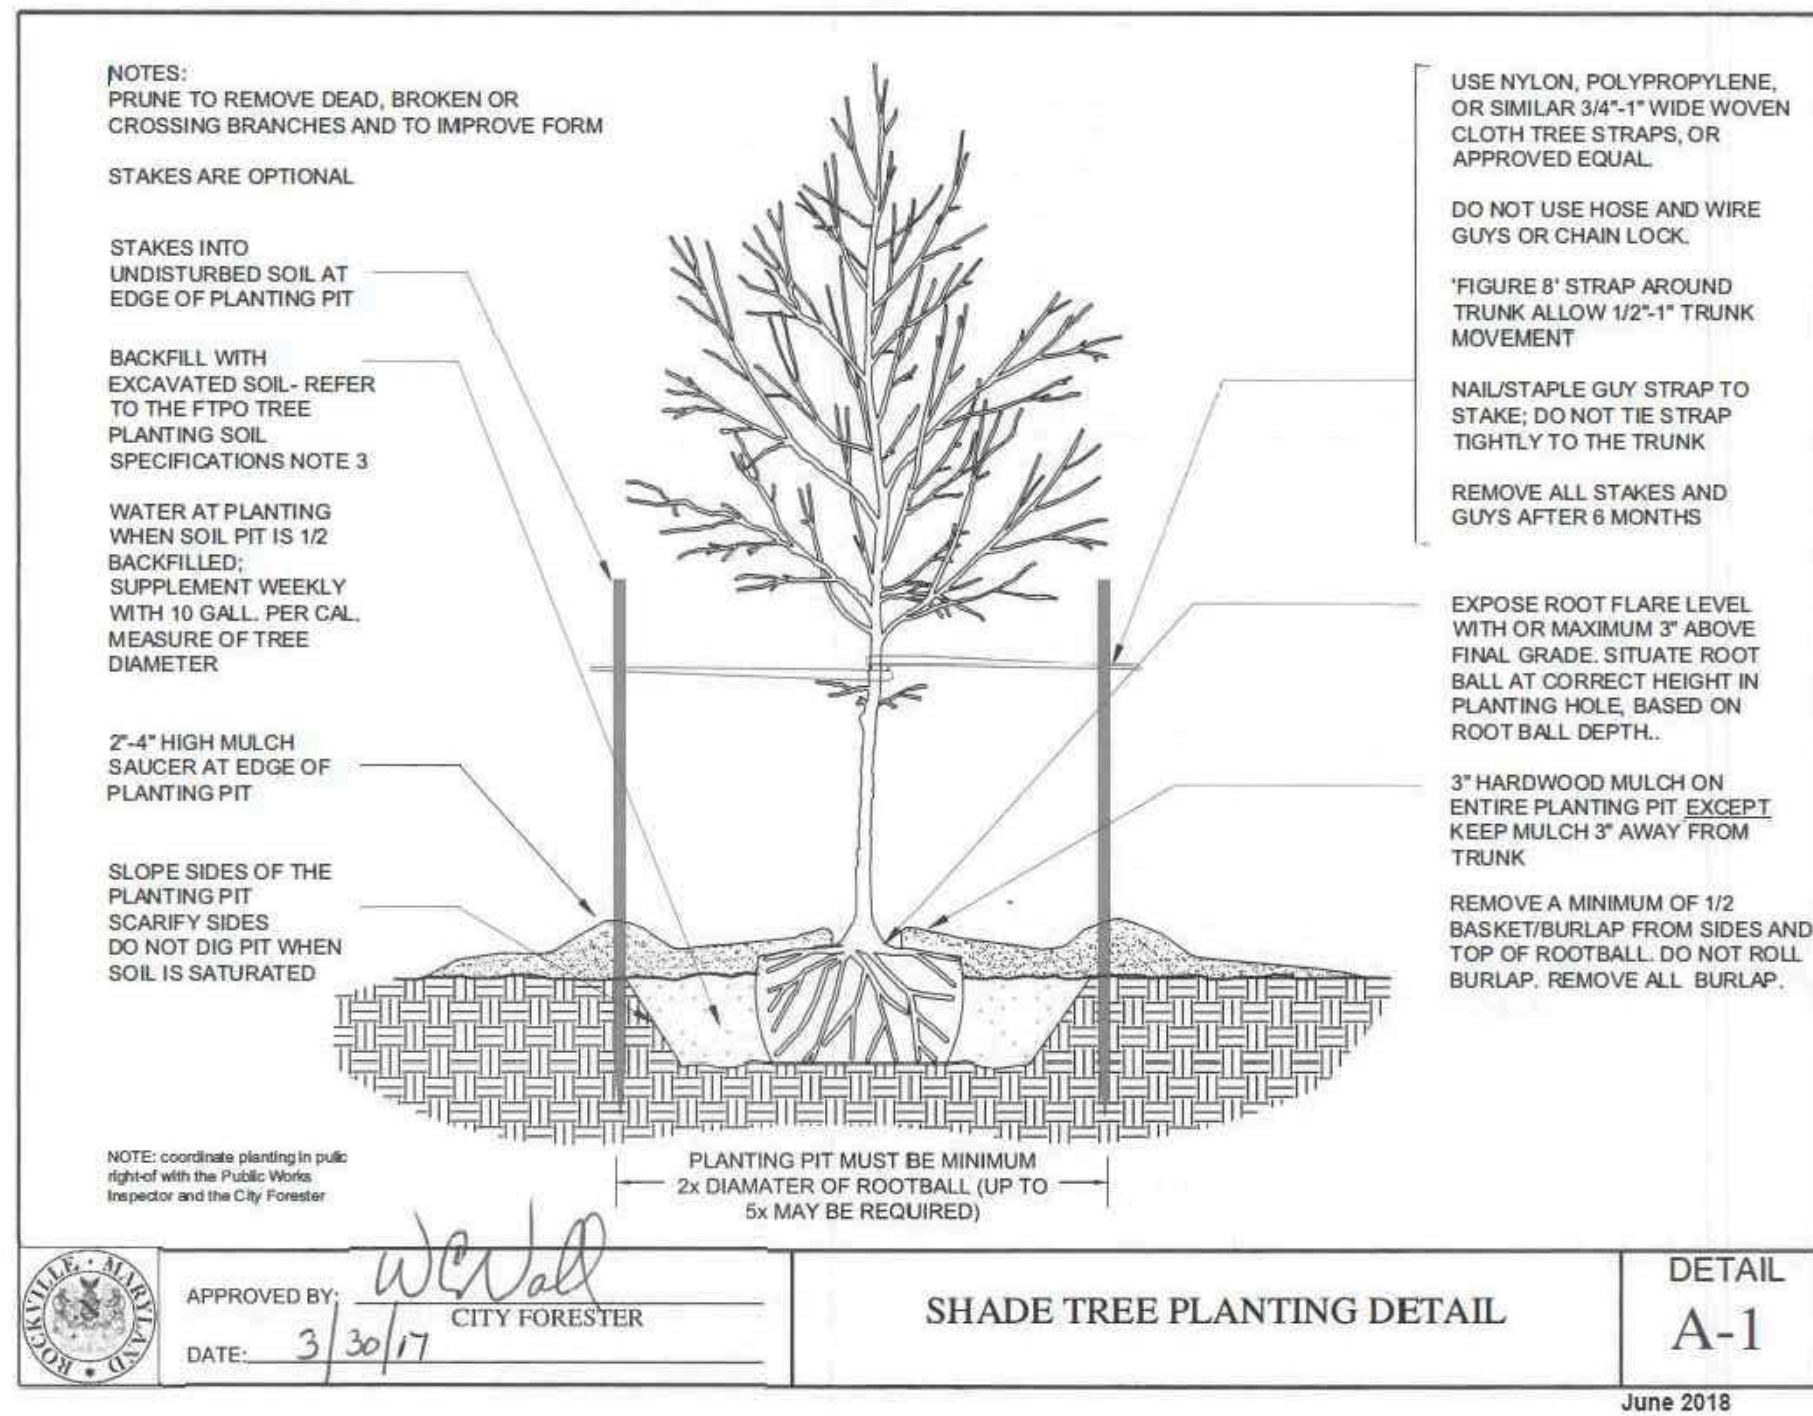 NOTES:
PRUNE TO REMOVE DEAD, BROKEN OR
CROSSING BRANCHES AND TO IMPROVE FORM
STAKES ARE OPTIONAL
STAKES INTO
UNDISTURBED SOIL AT
EDGE OF PLANTING PIT
BACKFILL WITH
EXCAVATED SOIL- REFER
TO THE FTPO TREE
PLANTING SOIL
SPECIFICATIONS NOTE 3
WATER AT PLANTING
WHEN SOIL PIT IS 1/2
BACKFILLED;
SUPPLEMENT WEEKLY
WITH 10 GALL. PER CAL.
MEASURE OF TREE
DIAMETER
2"-4" HIGH MULCH
SAUCER AT EDGE OF
PLANTING PIT
SLOPE SIDES OF THE
PLANTING PIT
SCARIFY SIDES
DO NOT DIG PIT WHEN
SOIL IS SATURATED
NOTE: coordinate planting in pulic
right-of with the Public Works
Inspector and the City Forester
USE NYLON, POLYPROPYLENE,
OR SIMILAR 3/4"-1" WIDE WOVEN
CLOTH TREE STRAPS, OR
APPROVED EQUAL.
DO NOT USE HOSE AND WIRE
GUYS OR CHAIN LOCK.
'FIGURE 8' STRAP AROUND
TRUNK ALLOW 1/2"-1" TRUNK
MOVEMENT
NAIL/STAPLE GUY STRAP TO
STAKE; DO NOT TIE STRAP
TIGHTLY TO THE TRUNK
REMOVE ALL STAKES AND
GUYS AFTER 6 MONTHS
EXPOSE ROOT FLARE LEVEL
WITH OR MAXIMUM 3" ABOVE
FINAL GRADE. SITUATE ROOT
BALL AT CORRECT HEIGHT IN
PLANTING HOLE, BASED ON
ROOT BALL DEPTH..
3" HARDWOOD MULCH ON
ENTIRE PLANTING PIT EXCEPT
KEEP MULCH 3" AWAY FROM
TRUNK
REMOVE A MINIMUM OF 1/2
BASKET/BURLAP FROM SIDES AND
TOP OF ROOTBALL. DO NOT ROLL
BURLAP. REMOVE ALL BURLAP.
PLANTING PIT MUST BE MINIMUM
2x DIAMATER OF ROOTBALL (UP TO
5x MAY BE REQUIRED)
ROCKVILLE · MARYLAND
APPROVED BY:
CITY FORESTER
DATE: 3/30/17
SHADE TREE PLANTING DETAIL
DETAIL
A-1
June 2018